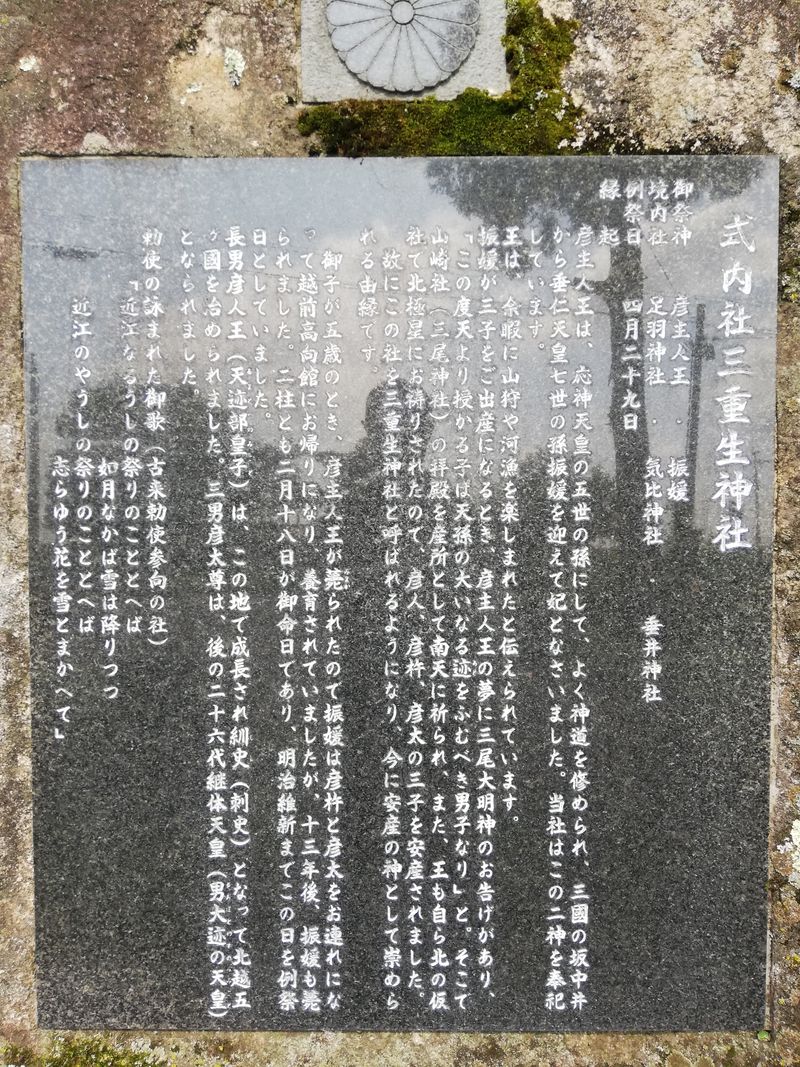 式内社三重生神社
御祭神　彦主人王　・　振媛
境内社　足羽神社　・　気比神社　・　垂井神社
例祭日　四月二十九日
縁　起
彦主人王は、応神天皇の五世の孫にして、よく神道を修められ、三國の坂中井
から垂仁天皇七世の孫振媛を迎えて妃となさいました。当社はこの二神を奉祀
しています。
王は、余暇に山狩や河漁を楽しまれたと伝えられています。
振媛が三子をご出産になるとき、彦主人王の夢に三尾大明神のお告げがあり、
「この度天より授かる子は天孫の大いなる迹をふむべき男子なり」と。そこで
山崎社（三尾神社）の拝殿を産所として南天に祈られ、また、王も自ら北の仮
社で北極星にお祷りされたので、彦人、彦杵、彦太の三子を安産されました。
故にこの社を三重生神社と呼ばれるようになり、今に安産の神として崇めら
れる由縁です。
御子が五歳のとき、彦主人王が薨られたので振媛は彦杵と彦太をお連れにな
って越前高向館にお帰りになり、養育されていましたが、十三年後、振媛も薨
られました。二柱とも二月十八日が御命日であり、明治維新までこの日を例祭
日としていました。
長男彦人王（天迹部皇子）は、この地で成長され紃史（刺史）となって北越五
ヶ國を治められました。三男彦太尊は、後の二十六代継体天皇（男大迹の天皇）
となられました。
勅使の詠まれた御歌（古来勅使参向の社）
「近江なるうしの祭りのこととへば
如月なかば雪は降りつつ
近江のやうしの祭りのこととへば
志らゆう花を雪とまかへて」